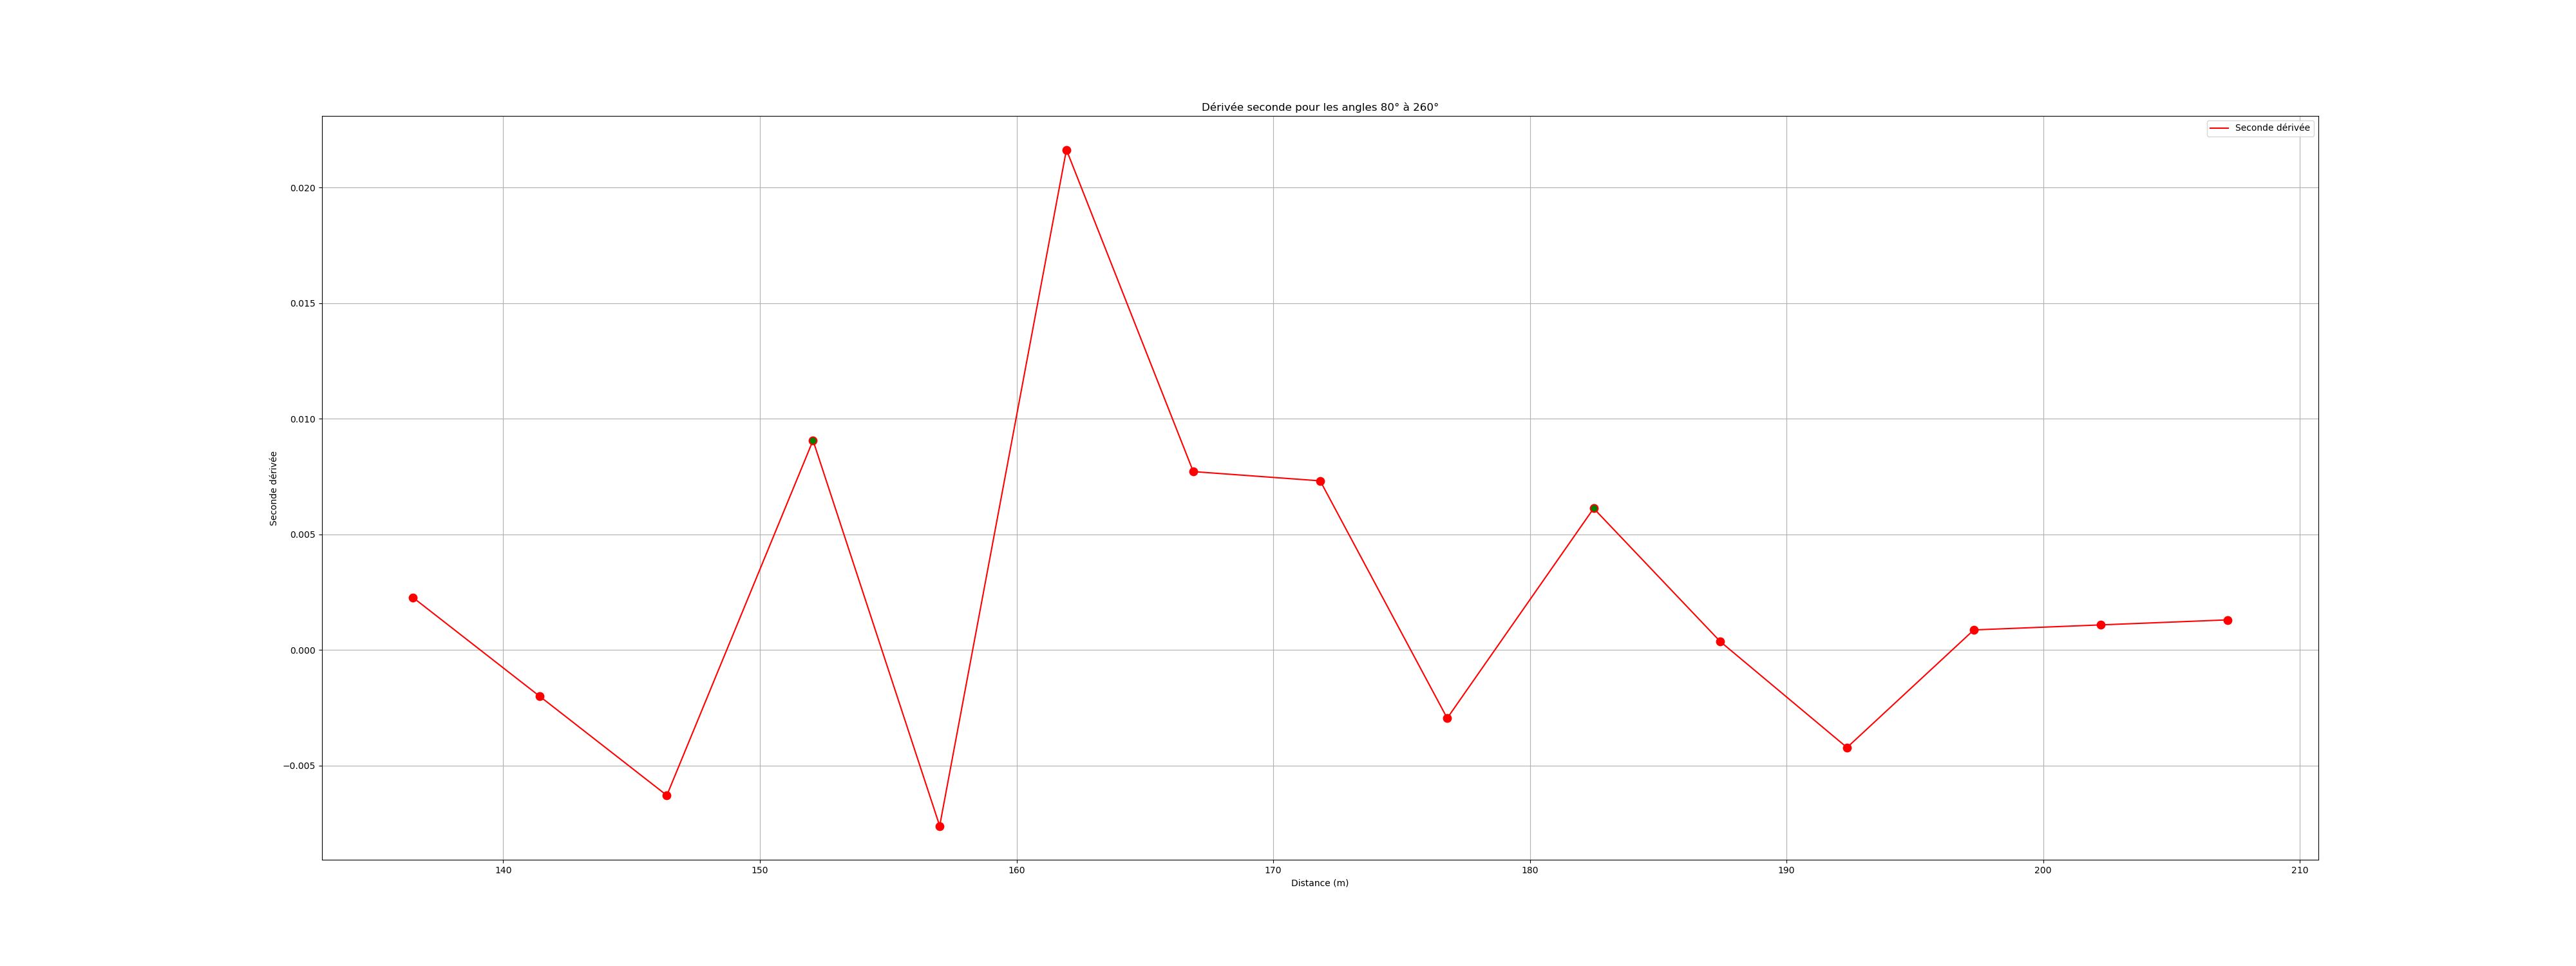 Dérivée seconde pour les angles 80° à 260°
Seconde dérivée
0.020
0.015
0.010
0.005
0.000
−0.005
Seconde dérivée
140 150 160 170 180 190 200 210
Distance (m)